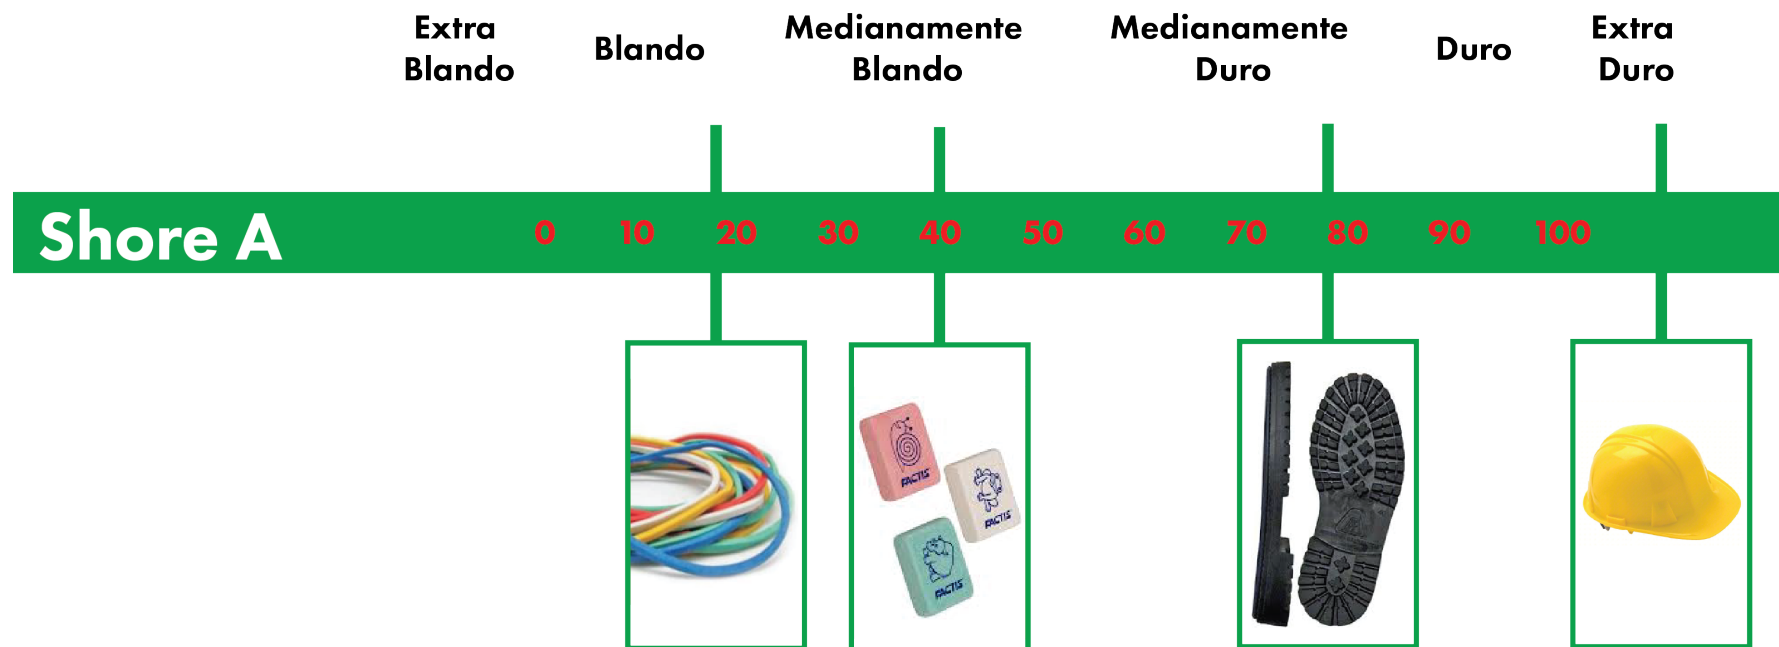 Extra
Blando
Blando
Medianamente
Blando
Medianamente
Duro
Duro
Extra
Duro
Shore A
0 10 20 30 40 50 60 70 80 90 100
FACTIS
FACTIS
FACTIS